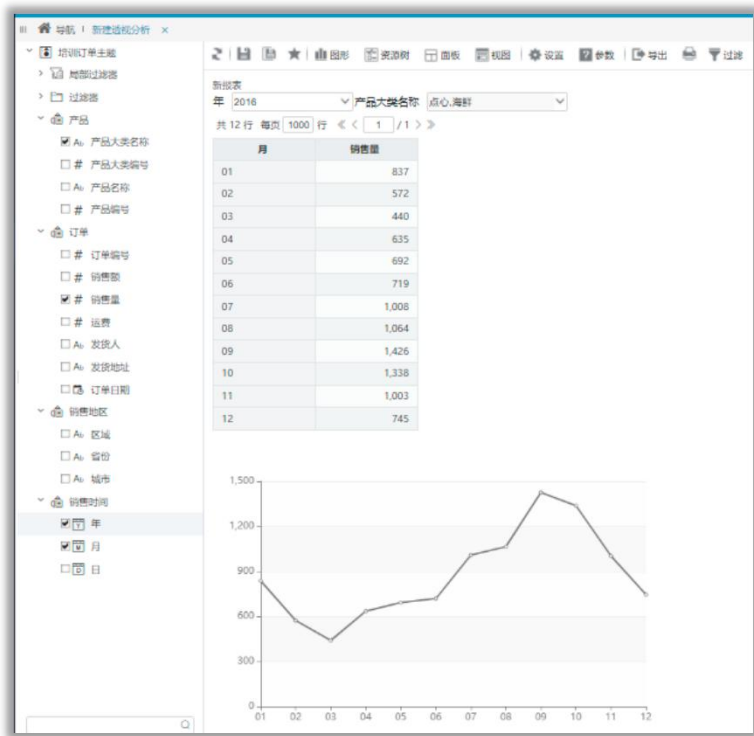 导航 新建透视分析 ×
培训订单主题
局部过滤器
过滤器
产品
Ab 产品大类名称
# 产品大类编号
Ab 产品名称
# 产品编号
订单
# 订单编号
# 销售额
# 销售量
# 运费
Ab 发货人
Ab 发货地址
订单日期
销售地区
Ab 区域
Ab 省份
Ab 城市
销售时间
年
月
日
图形 资源树 面板 视图 设置 参数 导出 过滤
新报表
年 2016 产品大类名称 点心,海鲜
共 12 行 每页 1000 行 1 / 1
月 销售量
01 837
02 572
03 440
04 635
05 692
06 719
07 1,008
08 1,064
09 1,426
10 1,338
11 1,003
12 745
1,500
1,200
900
600
300
0
01 02 03 04 05 06 07 08 09 10 11 12